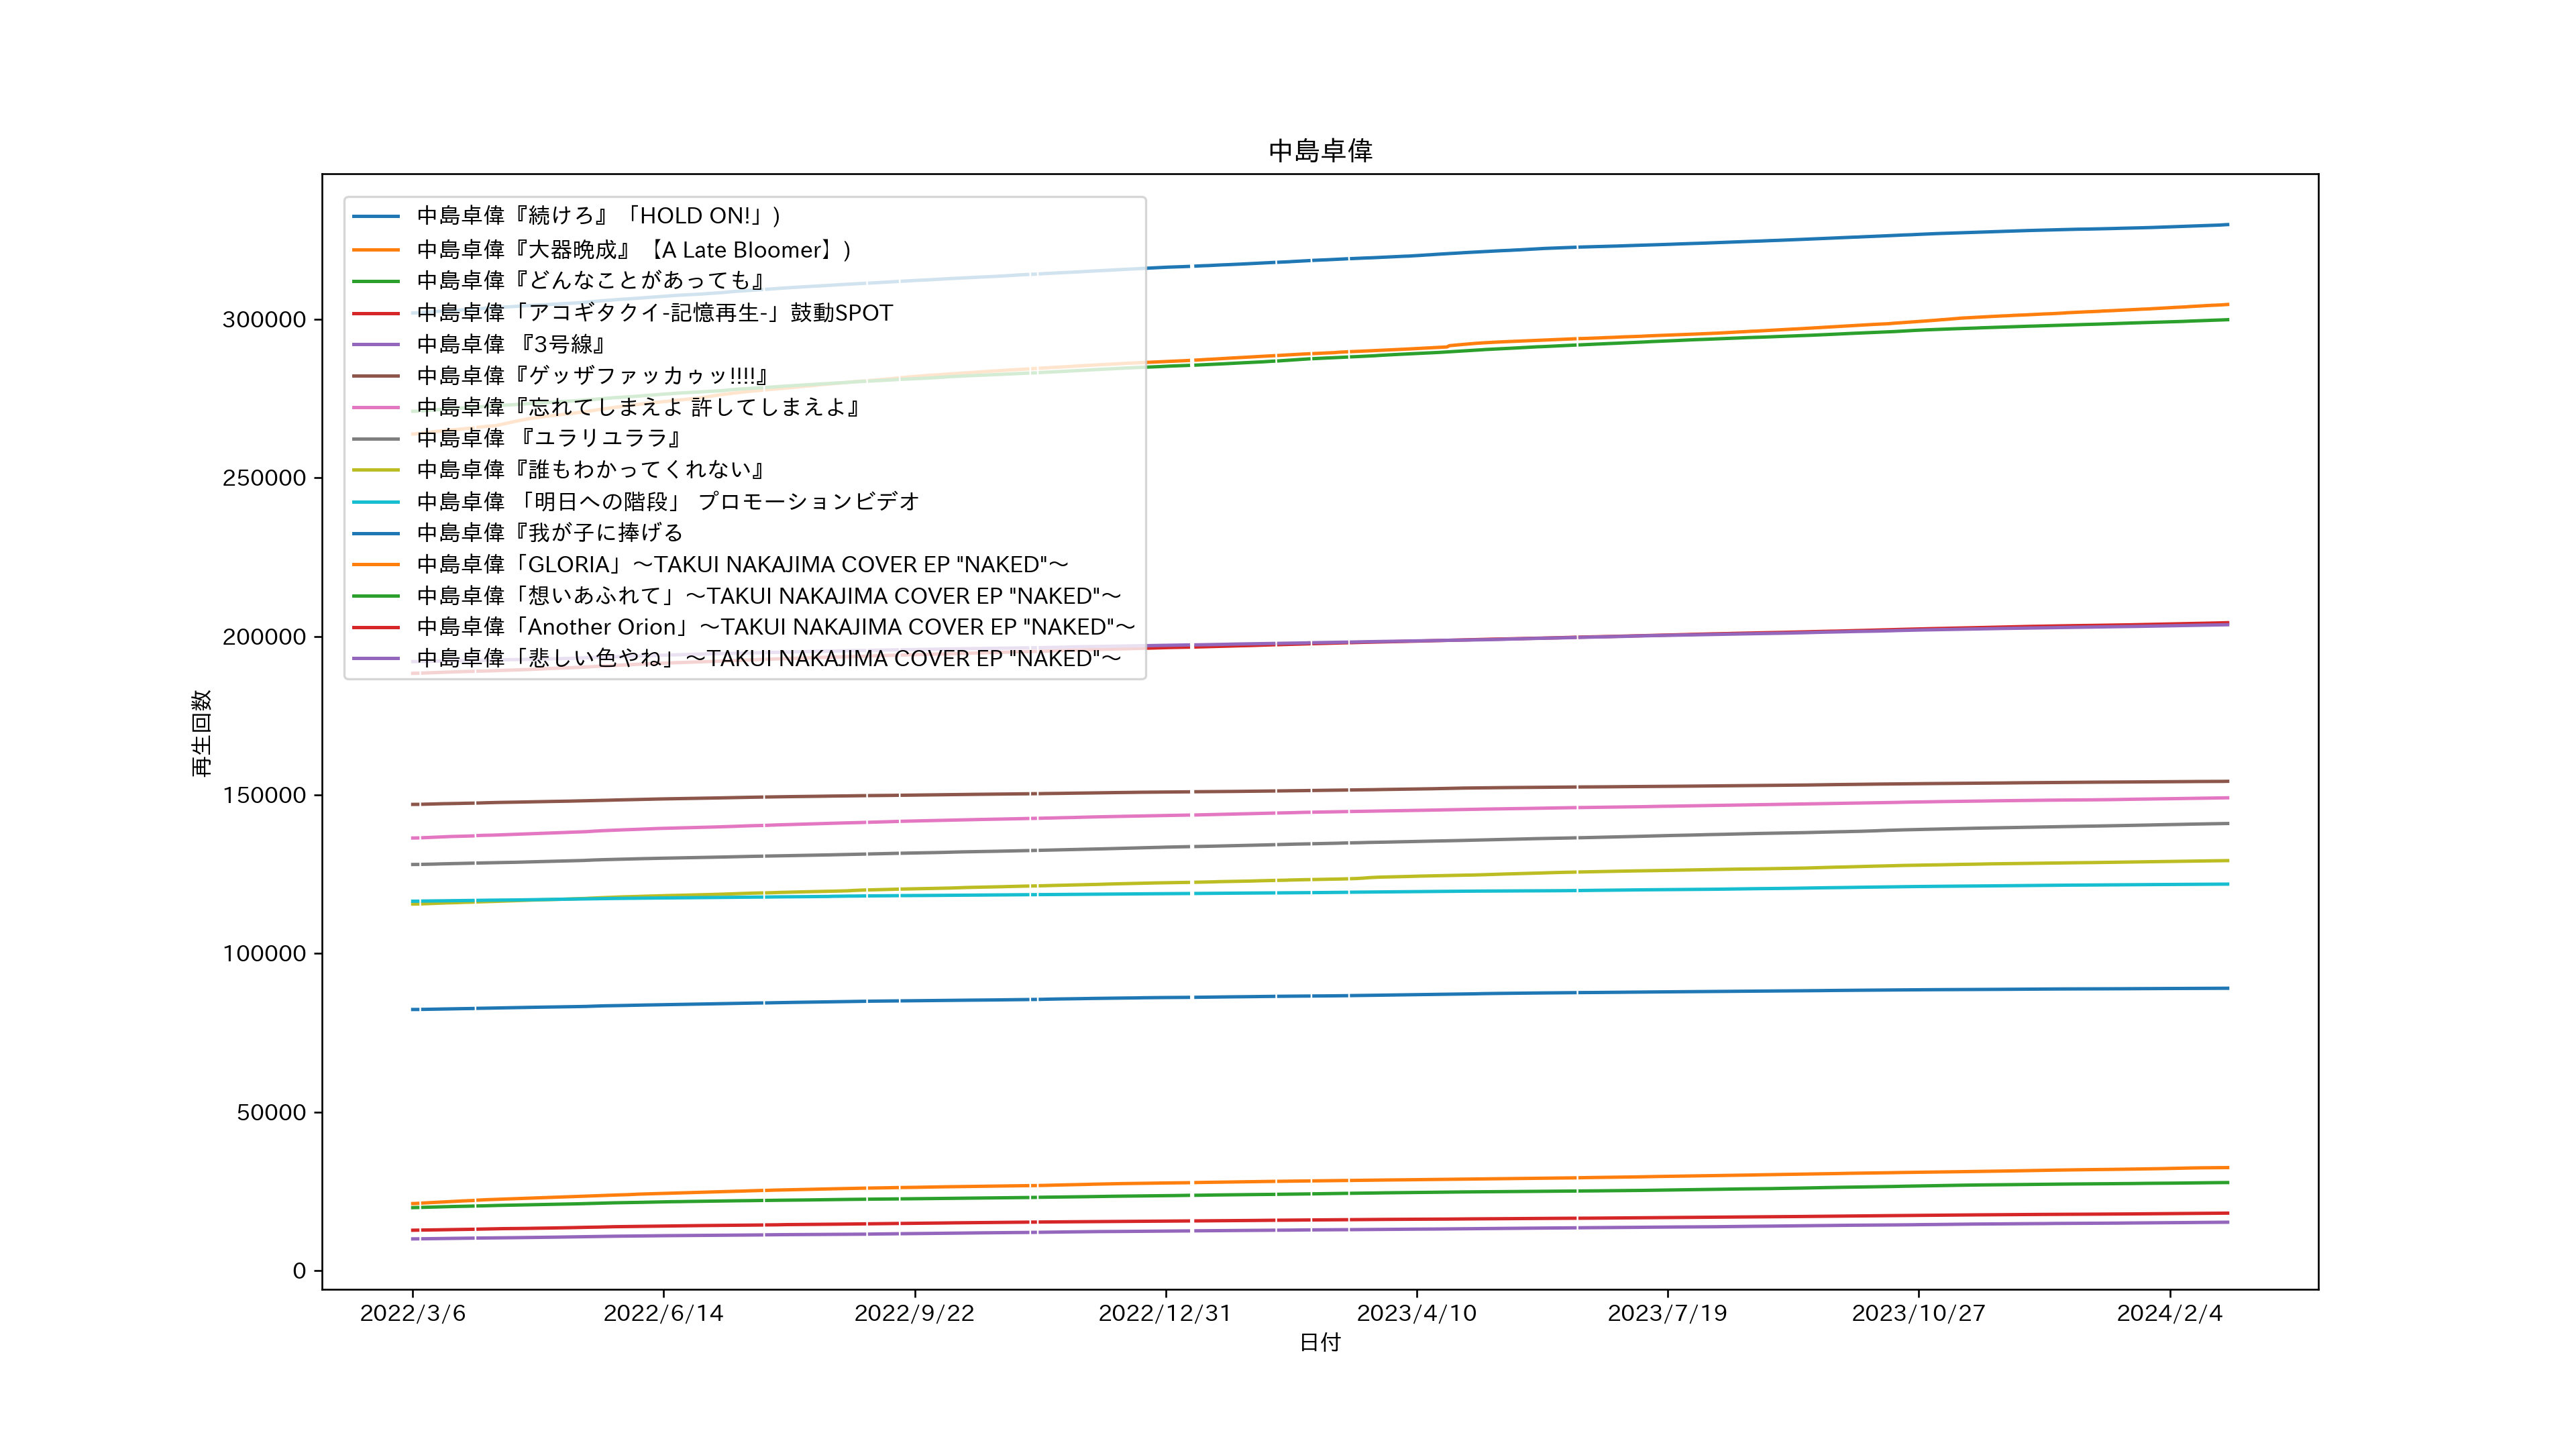 中島卓偉
中島卓偉『続けろ』「HOLD ON!」)
中島卓偉『大器晩成』【A Late Bloomer】)
中島卓偉『どんなことがあっても』
中島卓偉「アコギタクイ-記憶再生-」鼓動SPOT
中島卓偉 『3号線』
中島卓偉『ゲッザファッカゥッ!!!!』
中島卓偉『忘れてしまえよ 許してしまえよ』
中島卓偉 『ユラリユララ』
中島卓偉『誰もわかってくれない』
中島卓偉 「明日への階段」 プロモーションビデオ
中島卓偉『我が子に捧げる
中島卓偉「GLORIA」～TAKUI NAKAJIMA COVER EP "NAKED"～
中島卓偉「想いあふれて」～TAKUI NAKAJIMA COVER EP "NAKED"～
中島卓偉「Another Orion」～TAKUI NAKAJIMA COVER EP "NAKED"～
中島卓偉「悲しい色やね」～TAKUI NAKAJIMA COVER EP "NAKED"～
300000
250000
200000
150000
100000
50000
0
再生回数
2022/3/6 2022/6/14 2022/9/22 2022/12/31 2023/4/10 2023/7/19 2023/10/27 2024/2/4
日付